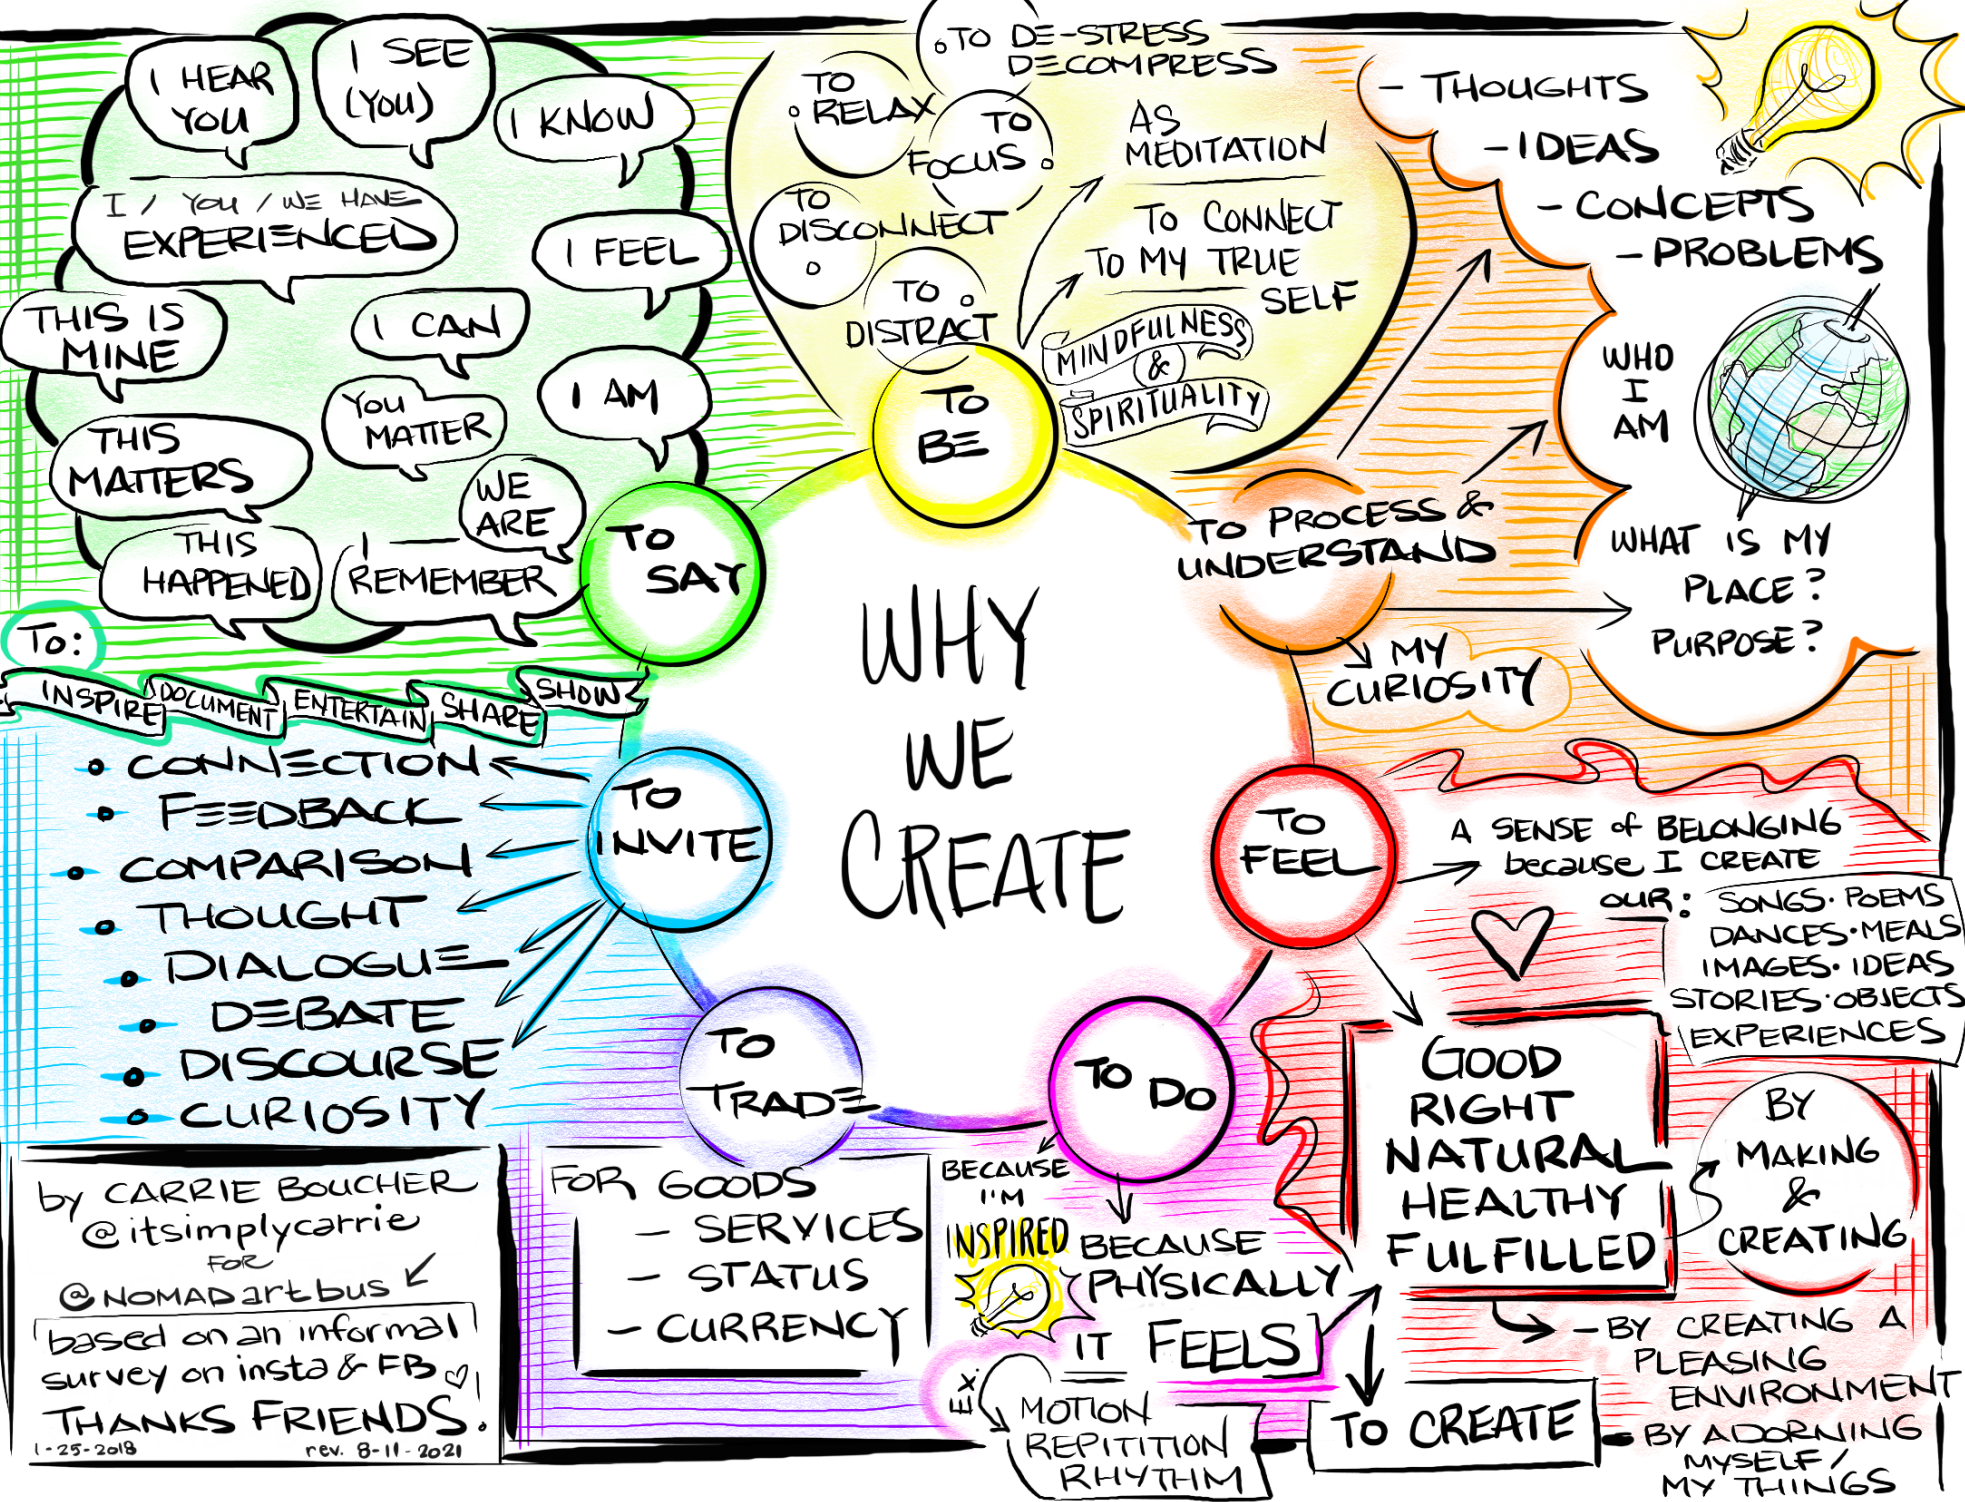 WHY
WE
CREATE
TO
BE
TO DE-STRESS
DECOMPRESS
TO
RELAX
TO
FOCUS
TO
DISCONNECT
TO
DISTRACT
AS
MEDITATION
TO CONNECT
TO MY TRUE
SELF
MINDFULNESS
&
SPIRITUALITY
TO PROCESS &
UNDERSTAND
- THOUGHTS
- IDEAS
- CONCEPTS
- PROBLEMS
WHO
I
AM
WHAT IS MY
PLACE?
PURPOSE?
MY
CURIOSITY
TO
FEEL
A SENSE of BELONGING
because I CREATE
OUR:
SONGS · POEMS
DANCES · MEALS
IMAGES · IDEAS
STORIES · OBJECTS
EXPERIENCES
GOOD
RIGHT
NATURAL
HEALTHY
FULFILLED
BY
MAKING
&
CREATING
- BY CREATING A
PLEASING
ENVIRONMENT
- BY ADORNING
MYSELF/
MY THINGS
TO DO
BECAUSE
I'M
INSPIRED
BECAUSE
PHYSICALLY
IT FEELS
TO CREATE
EX.
MOTION
REPITITION
RHYTHM
TO
TRADE
FOR GOODS
- SERVICES
- STATUS
- CURRENCY
TO
INVITE
• CONNECTION
• FEEDBACK
• COMPARISON
• THOUGHT
• DIALOGUE
• DEBATE
• DISCOURSE
• CURIOSITY
TO
SAY
I HEAR
YOU
I SEE
(YOU)
I KNOW
I / YOU / WE HAVE
EXPERIENCED
I FEEL
THIS IS
MINE
I CAN
I AM
YOU
MATTER
THIS
MATTERS
WE
ARE
THIS
HAPPENED
I
REMEMBER
TO:
INSPIRE
DOCUMENT
ENTERTAIN
SHARE
SHOW
by CARRIE BOUCHER
@itsimplycarrie
FOR
@NOMADartbus
based on an informal
survey on insta & FB
THANKS FRIENDS.
1-25-2018
rev. 8-11-2021